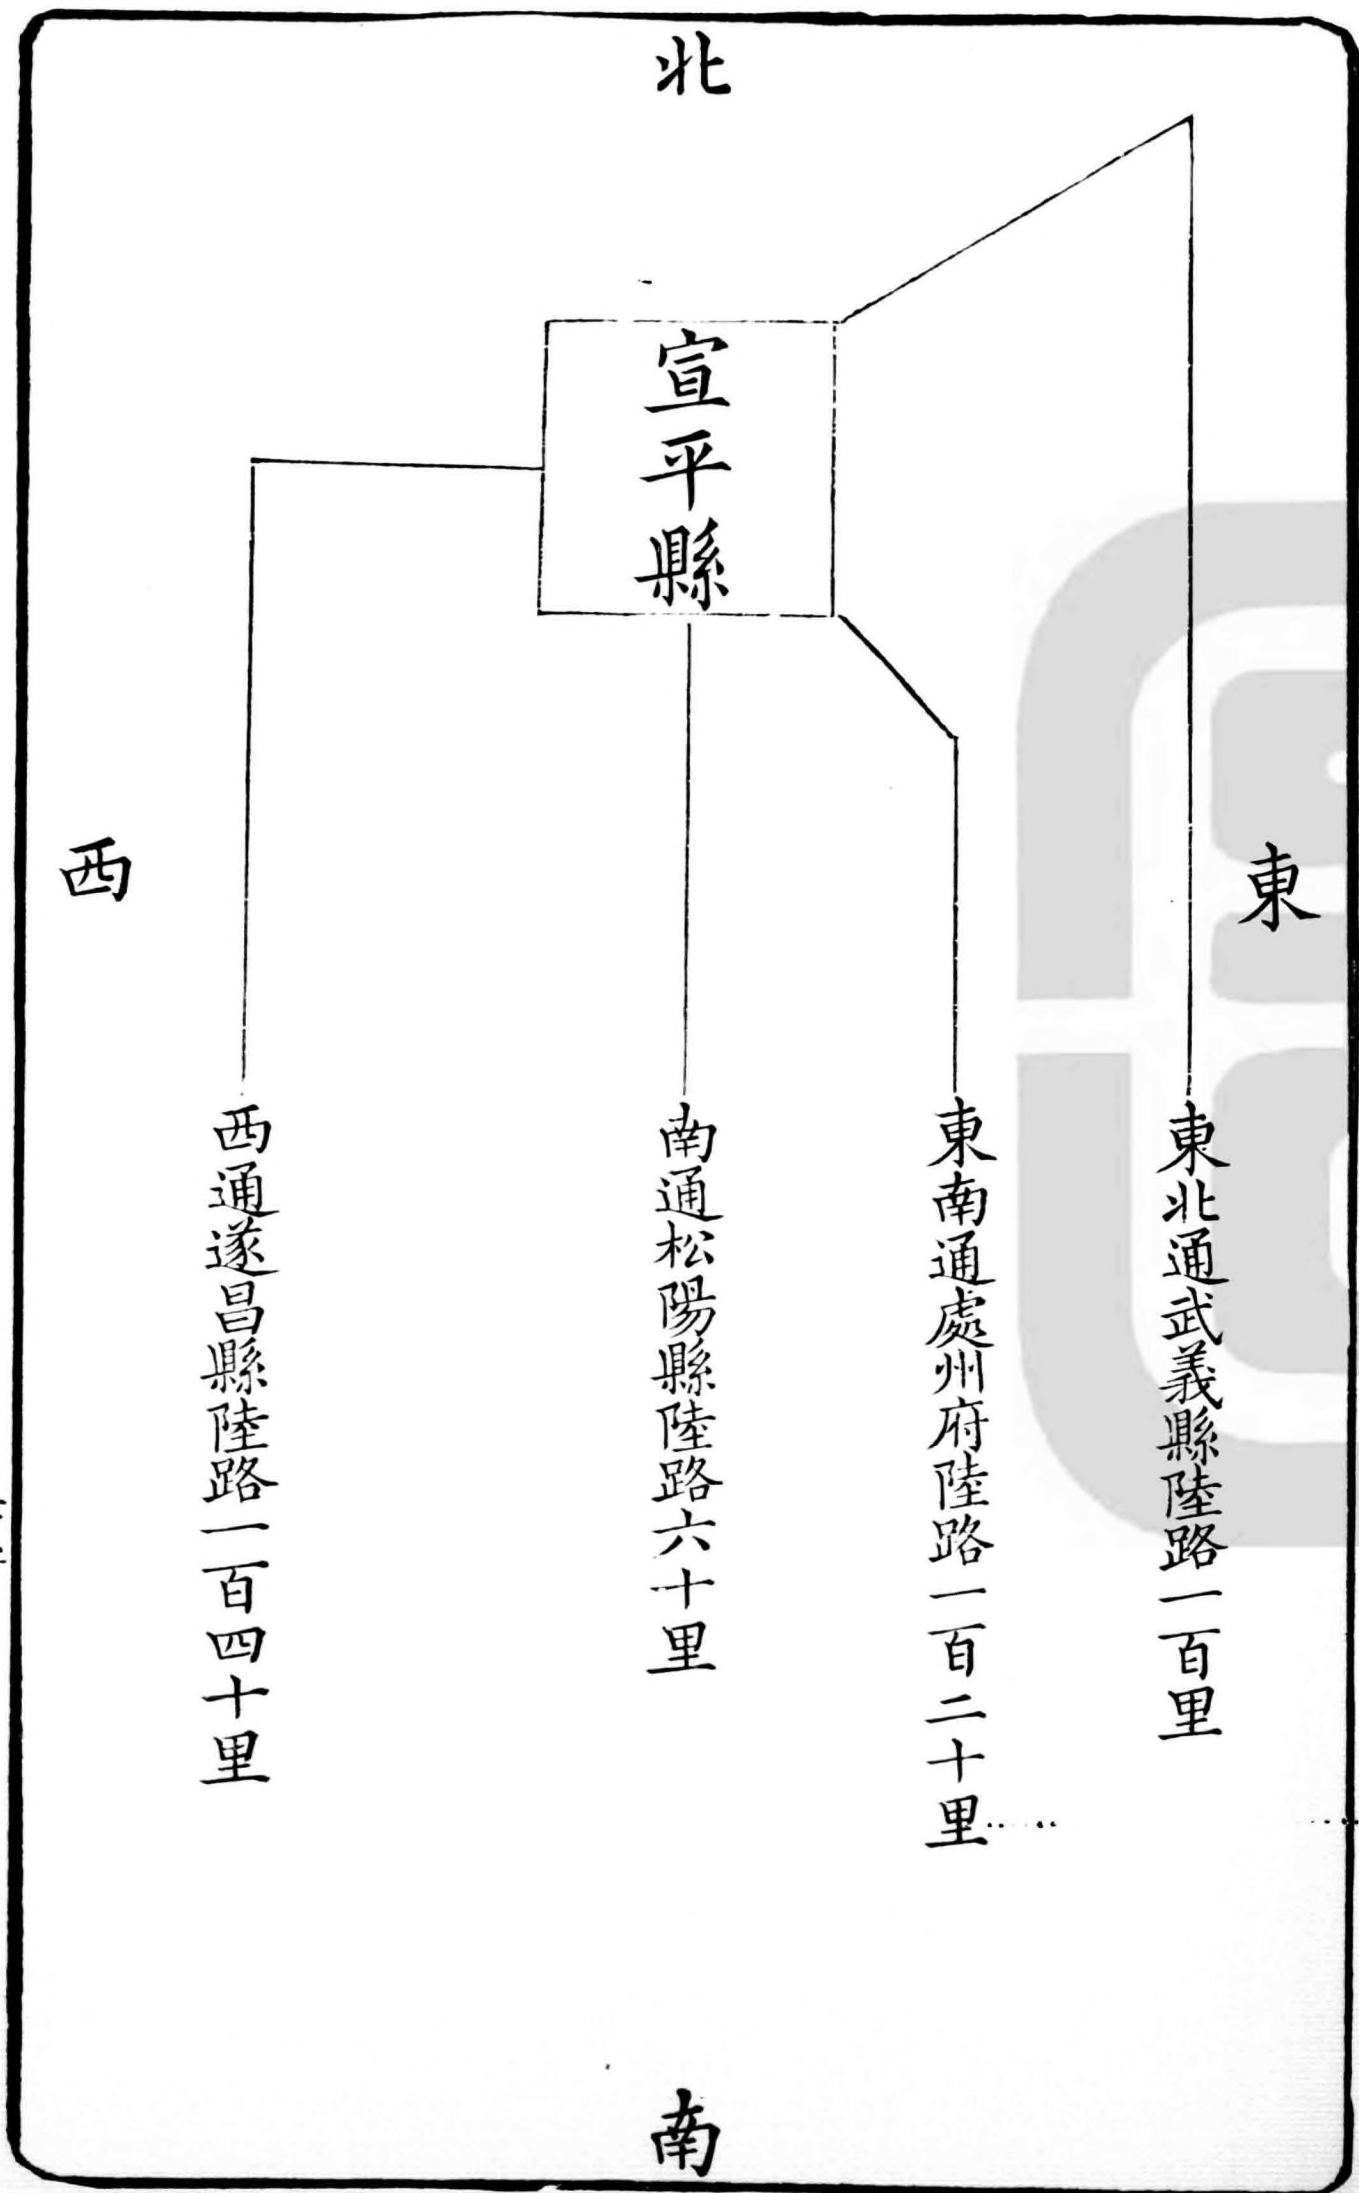 北
宣平縣
東
西
東北通武義縣陸路一百里
東南通處州府陸路一百二十里
南通松陽縣陸路六十里
西通遂昌縣陸路一百四十里
南